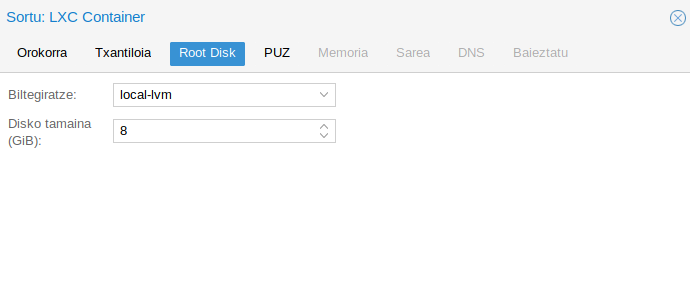 Sortu: LXC Container
Orokorra Txantiloia Root Disk PUZ Memoria Sarea DNS Baieztatu
Biltegiratze: local-lvm
Disko tamaina
(GiB): 8